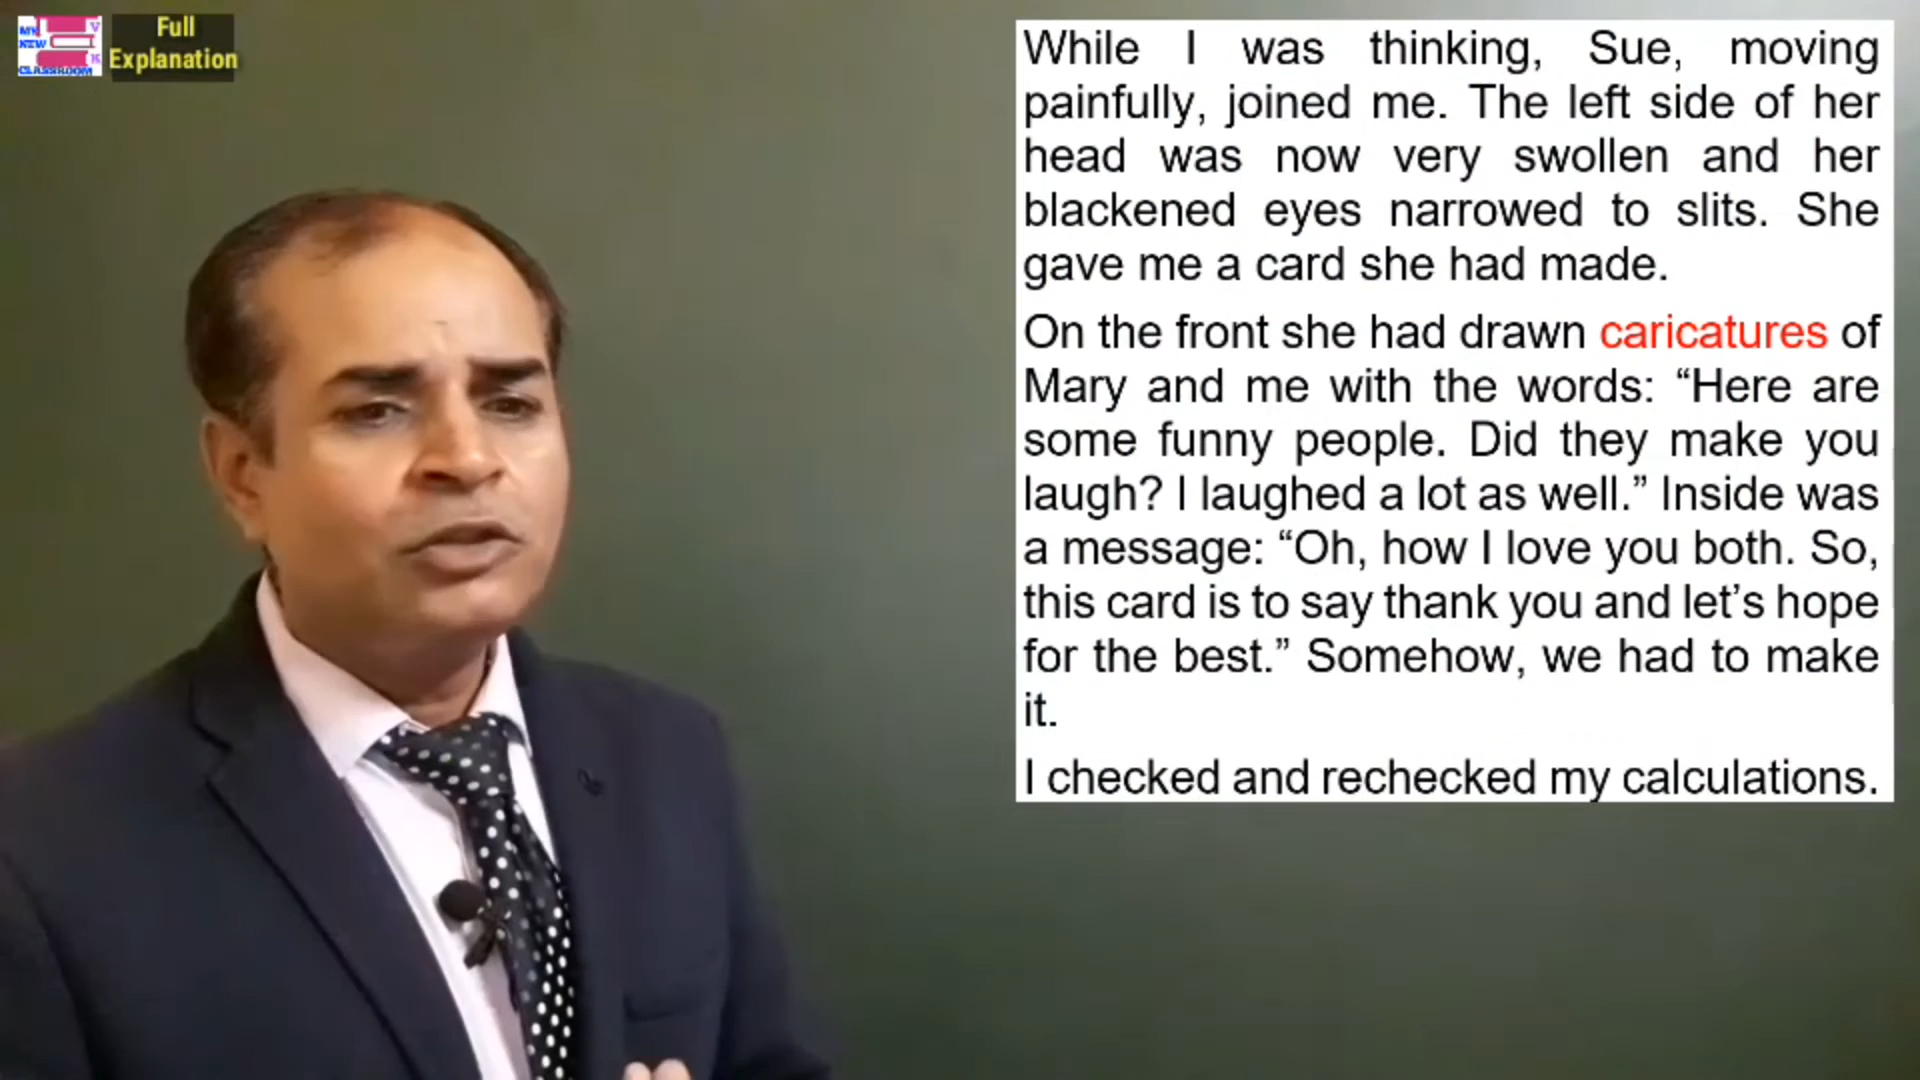 MY
NEW
CLASSROOM
V
K
Full
Explanation
While I was thinking, Sue, moving
painfully, joined me. The left side of her
head was now very swollen and her
blackened eyes narrowed to slits. She
gave me a card she had made.
On the front she had drawn caricatures of
Mary and me with the words: “Here are
some funny people. Did they make you
laugh? I laughed a lot as well.” Inside was
a message: “Oh, how I love you both. So,
this card is to say thank you and let’s hope
for the best.” Somehow, we had to make
it.
I checked and rechecked my calculations.